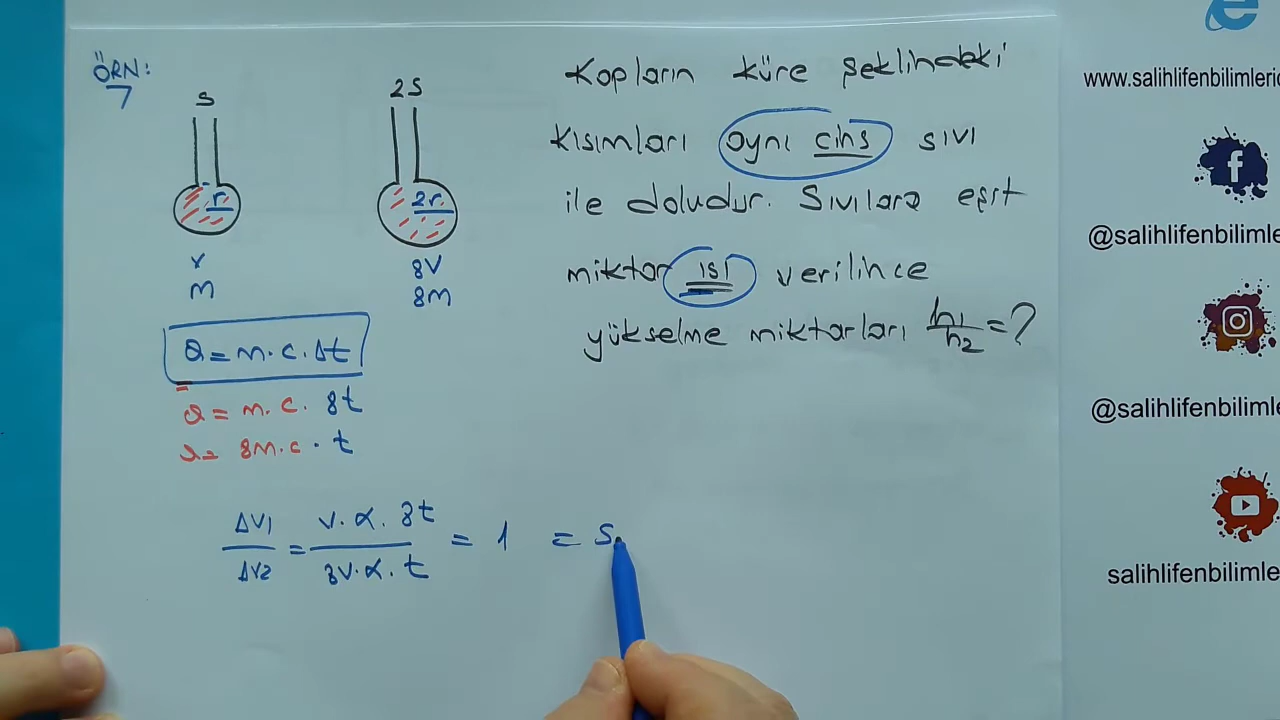 ÖRN:
7
S
2S
r
2r
V
m
8V
8m
Kapların küre şeklindeki
kısımları aynı cins sıvı
ile doludur. Sıvılara eşit
miktar ısı verilince
yükselme miktarları h1/h2 = ?
Q = m.c.Δt
Q = m.c. 8t
Q = 8m.c. t
ΔV1/ΔV2 = V.α.8t/8V.α.t = 1 = S
www.salihlifenbilimleri
@salihlifenbilimle
@salihlifenbilimle
salihlifenbilimle